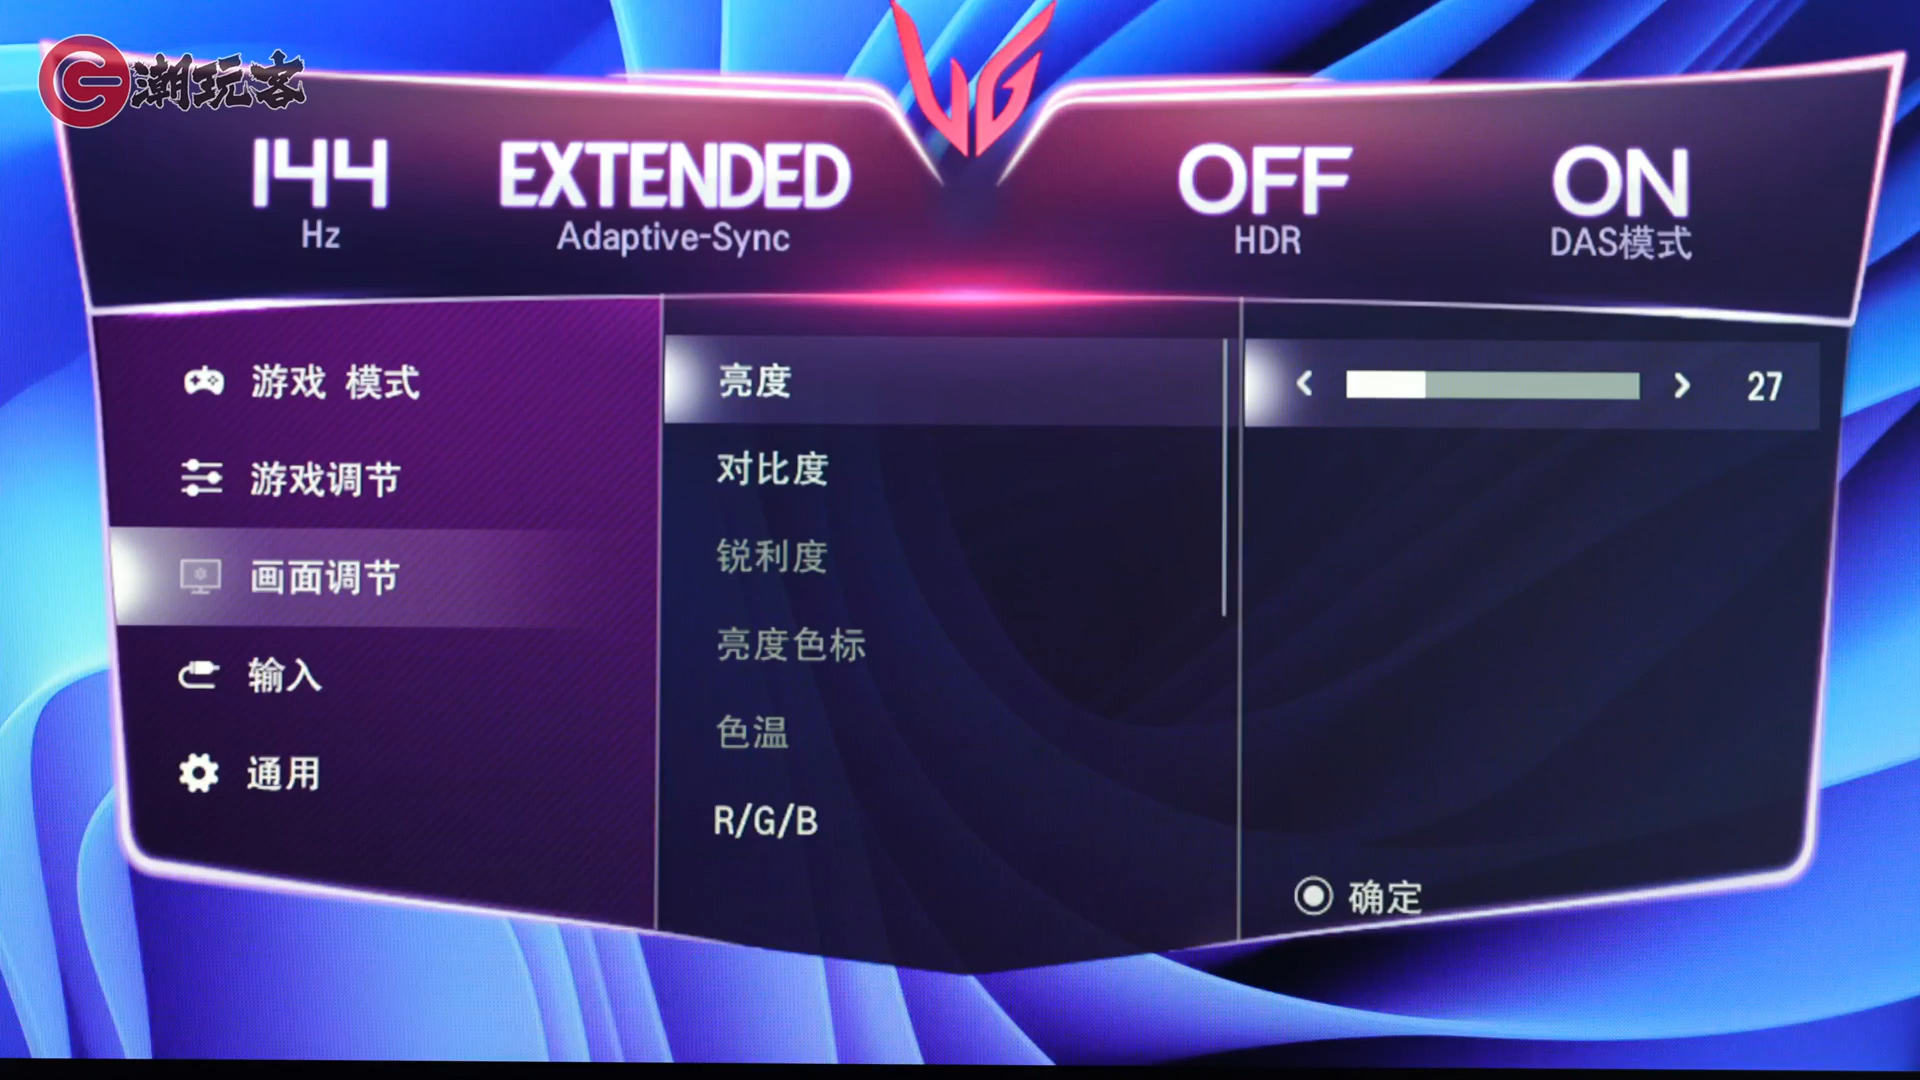 潮玩客
144
Hz
EXTENDED
Adaptive-Sync
OFF
HDR
ON
DAS模式
游戏 模式
游戏调节
画面调节
输入
通用
亮度
对比度
锐利度
亮度色标
色温
R/G/B
27
确定